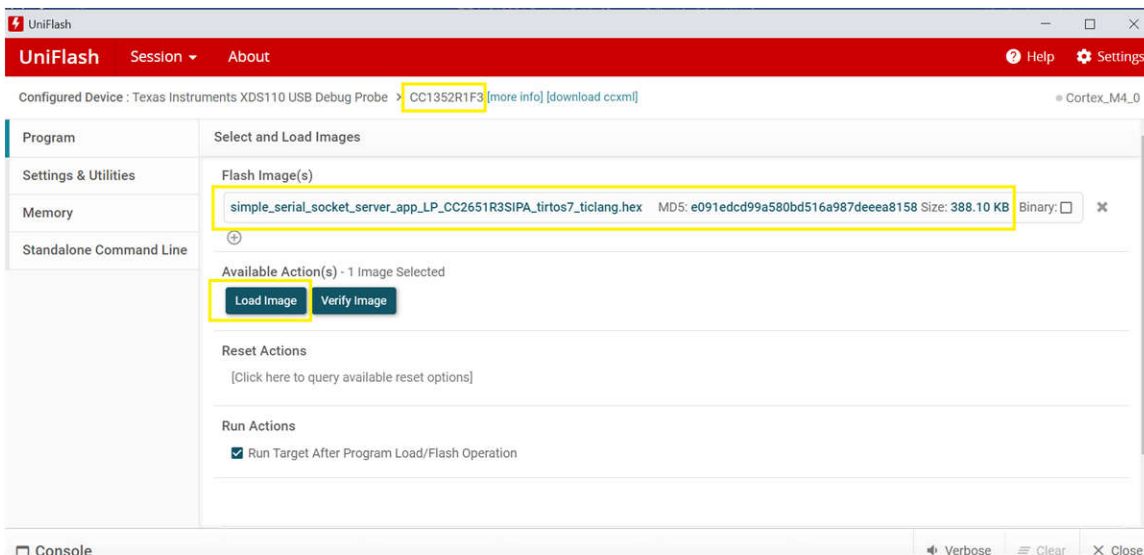 UniFlash
UniFlash Session About Help Settings
Configured Device : Texas Instruments XDS110 USB Debug Probe > CC1352R1F3 [more info] [download ccxml] Cortex_M4_0
Program
Settings & Utilities
Memory
Standalone Command Line
Select and Load Images
Flash Image(s)
simple_serial_socket_server_app_LP_CC2651R3SIPA_tirtos7_ticlang.hex MD5: e091edcd99a580bd516a987deeea8158 Size: 388.10 KB Binary:
Available Action(s) - 1 Image Selected
Load Image Verify Image
Reset Actions
[Click here to query available reset options]
Run Actions
Run Target After Program Load/Flash Operation
Console Verbose Clear Close